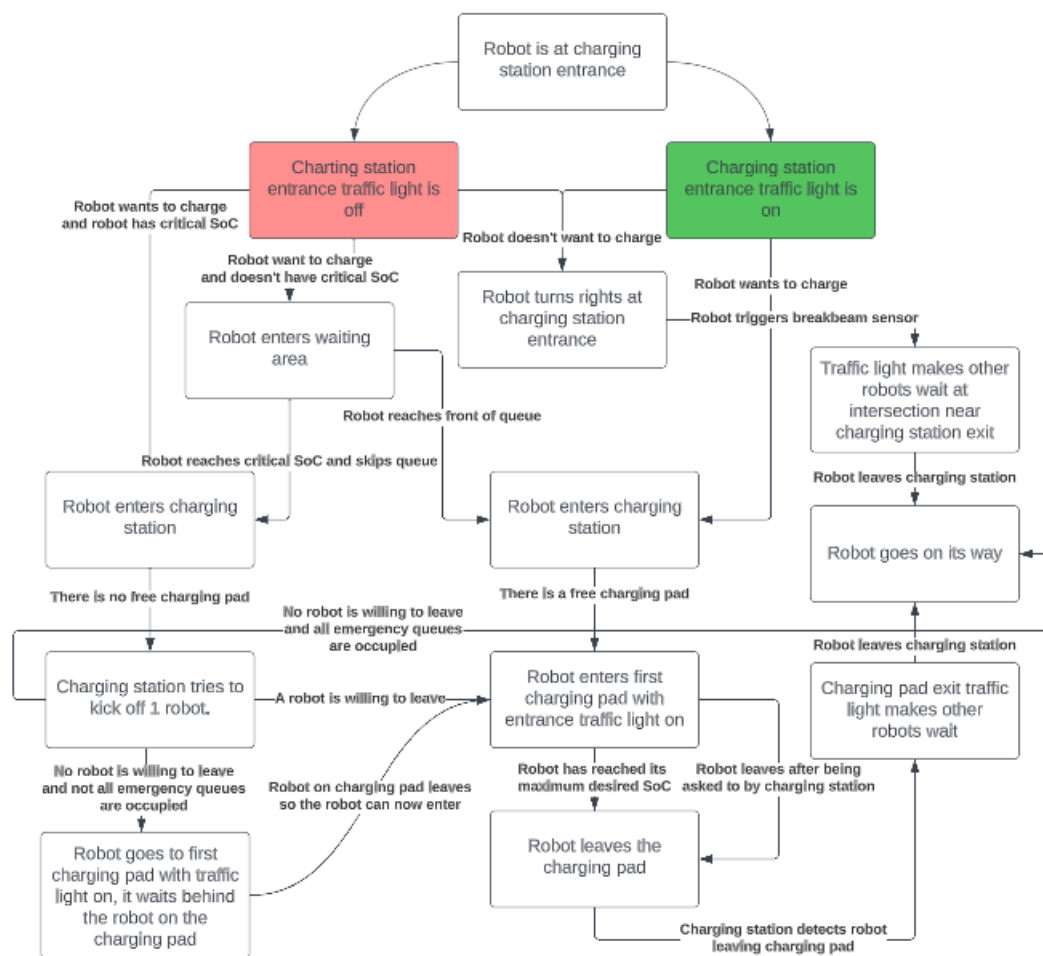 Robot is at charging
station entrance
Charting station
entrance traffic light is
off
Charging station
entrance traffic light is
on
Robot wants to charge
and robot has critical SoC
Robot doesn't want to charge
Robot want to charge
and doesn't have critical SoC
Robot wants to charge
Robot enters waiting
area
Robot turns rights at
charging station
entrance
Robot triggers breakbeam sensor
Traffic light makes other
robots wait at
intersection near
charging station exit
Robot reaches front of queue
Robot reaches critical SoC and skips queue
Robot leaves charging station
Robot enters charging
station
Robot enters charging
station
Robot goes on its way
There is no free charging pad
There is a free charging pad
No robot is willing to leave
and all emergency queues
are occupied
Robot leaves charging station
Charging station tries to
kick off 1 robot.
A robot is willing to leave
Robot enters first
charging pad with
entrance traffic light on
Charging pad exit traffic
light makes other
robots wait
No robot is willing to leave
and not all emergency queues
are occupied
Robot on charging pad leaves
so the robot can now enter
Robot has reached its
maximum desired SoC
Robot leaves after being
asked to by charging station
Robot goes to first
charging pad with traffic
light on, it waits behind
the robot on the
charging pad
Robot leaves the
charging pad
Charging station detects robot
leaving charging pad